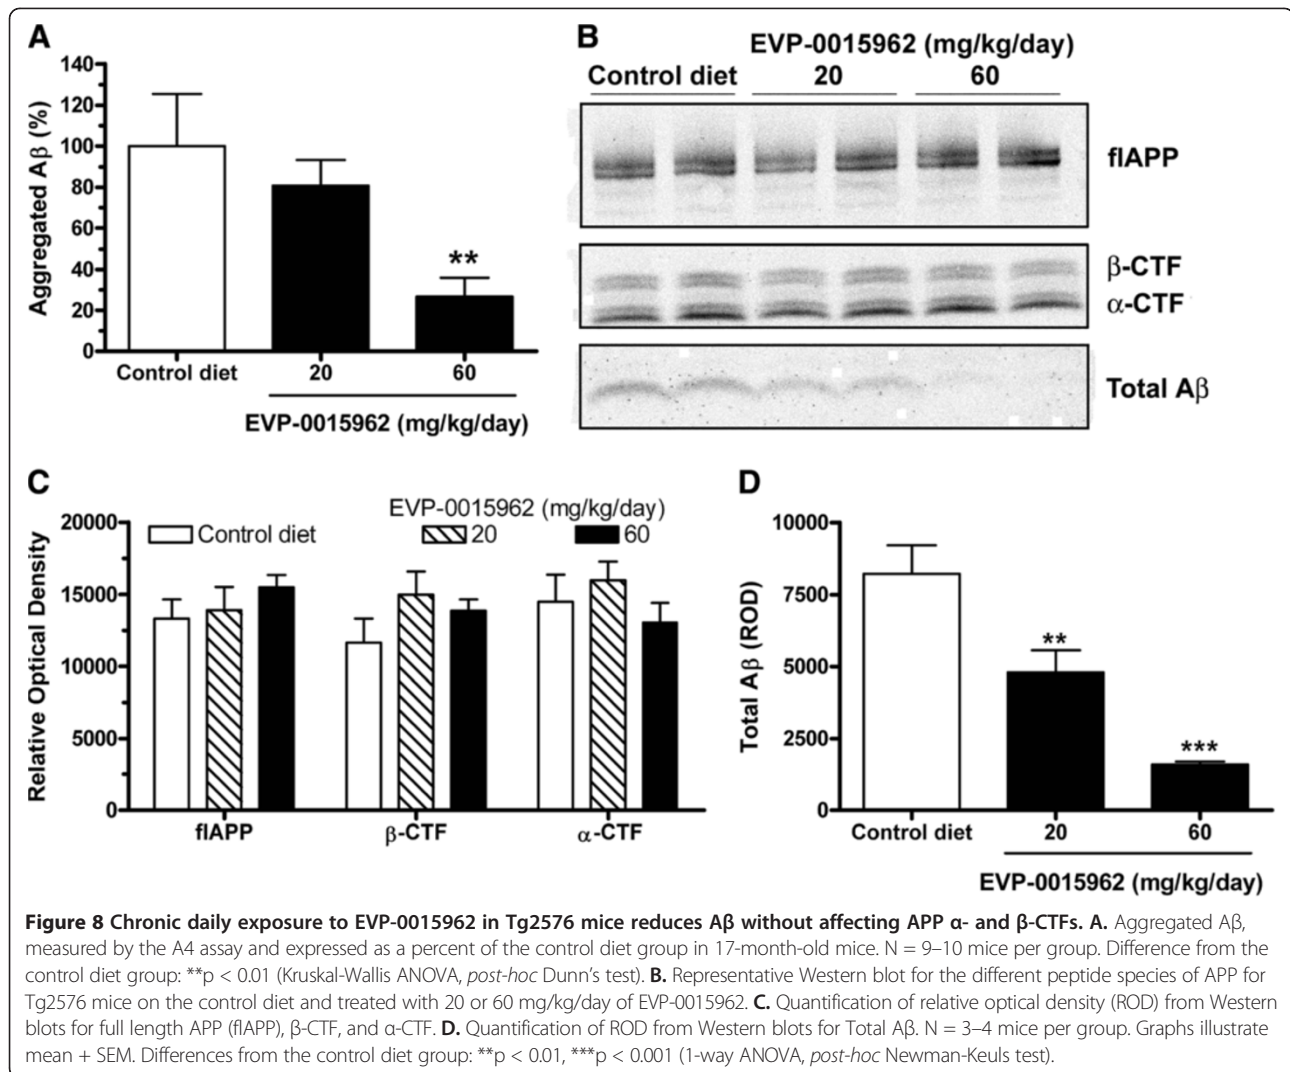 A
Aggregated Aβ (%)
140
120
100
80
60
40
20
0
**
Control diet 20 60
EVP-0015962 (mg/kg/day)
B
EVP-0015962 (mg/kg/day)
Control diet 20 60
flAPP
β-CTF
α-CTF
Total Aβ
C
Relative Optical Density
EVP-0015962 (mg/kg/day)
Control diet 20 60
20000
15000
10000
5000
0
flAPP β-CTF α-CTF
D
Total Aβ (ROD)
10000
7500
5000
2500
0
**
***
Control diet 20 60
EVP-0015962 (mg/kg/day)
Figure 8 Chronic daily exposure to EVP-0015962 in Tg2576 mice reduces Aβ without affecting APP α- and β-CTFs. A. Aggregated Aβ,
measured by the A4 assay and expressed as a percent of the control diet group in 17-month-old mice. N = 9–10 mice per group. Difference from the
control diet group: **p < 0.01 (Kruskal-Wallis ANOVA, post-hoc Dunn's test). B. Representative Western blot for the different peptide species of APP for
Tg2576 mice on the control diet and treated with 20 or 60 mg/kg/day of EVP-0015962. C. Quantification of relative optical density (ROD) from Western
blots for full length APP (flAPP), β-CTF, and α-CTF. D. Quantification of ROD from Western blots for Total Aβ. N = 3–4 mice per group. Graphs illustrate
mean + SEM. Differences from the control diet group: **p < 0.01, ***p < 0.001 (1-way ANOVA, post-hoc Newman-Keuls test).